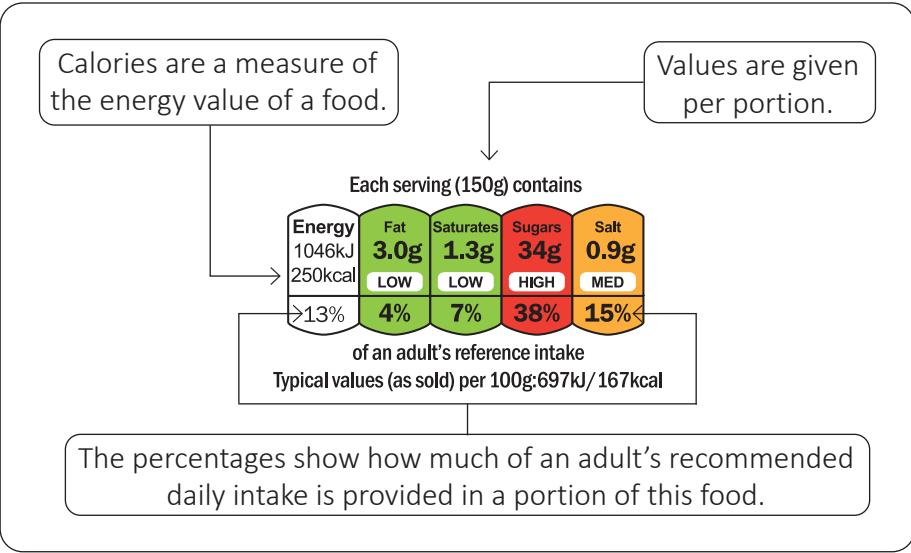 Calories are a measure of
the energy value of a food.
Values are given
per portion.
Each serving (150g) contains
Energy
1046kJ
250kcal
13%
Fat
3.0g
LOW
4%
Saturates
1.3g
LOW
7%
Sugars
34g
HIGH
38%
Salt
0.9g
MED
15%
of an adult's reference intake
Typical values (as sold) per 100g:697kJ/167kcal
The percentages show how much of an adult's recommended
daily intake is provided in a portion of this food.